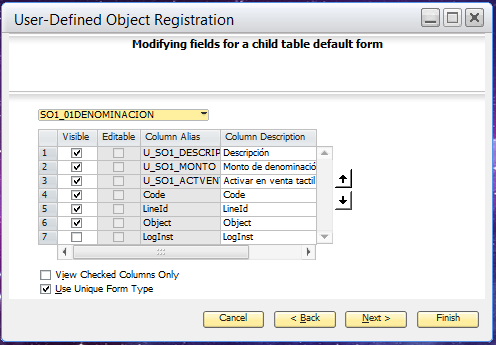 User-Defined Object Registration
Modifying fields for a child table default form
SO1_01DENOMINACION
Visible Editable Column Alias Column Description
1 U_SO1_DESCRIP Descripción
2 U_SO1_MONTO Monto de denominació
3 U_SO1_ACTVENT Activar en venta tactil
4 Code Code
5 LineId LineId
6 Object Object
7 LogInst LogInst
View Checked Columns Only
Use Unique Form Type
Cancel < Back Next > Finish